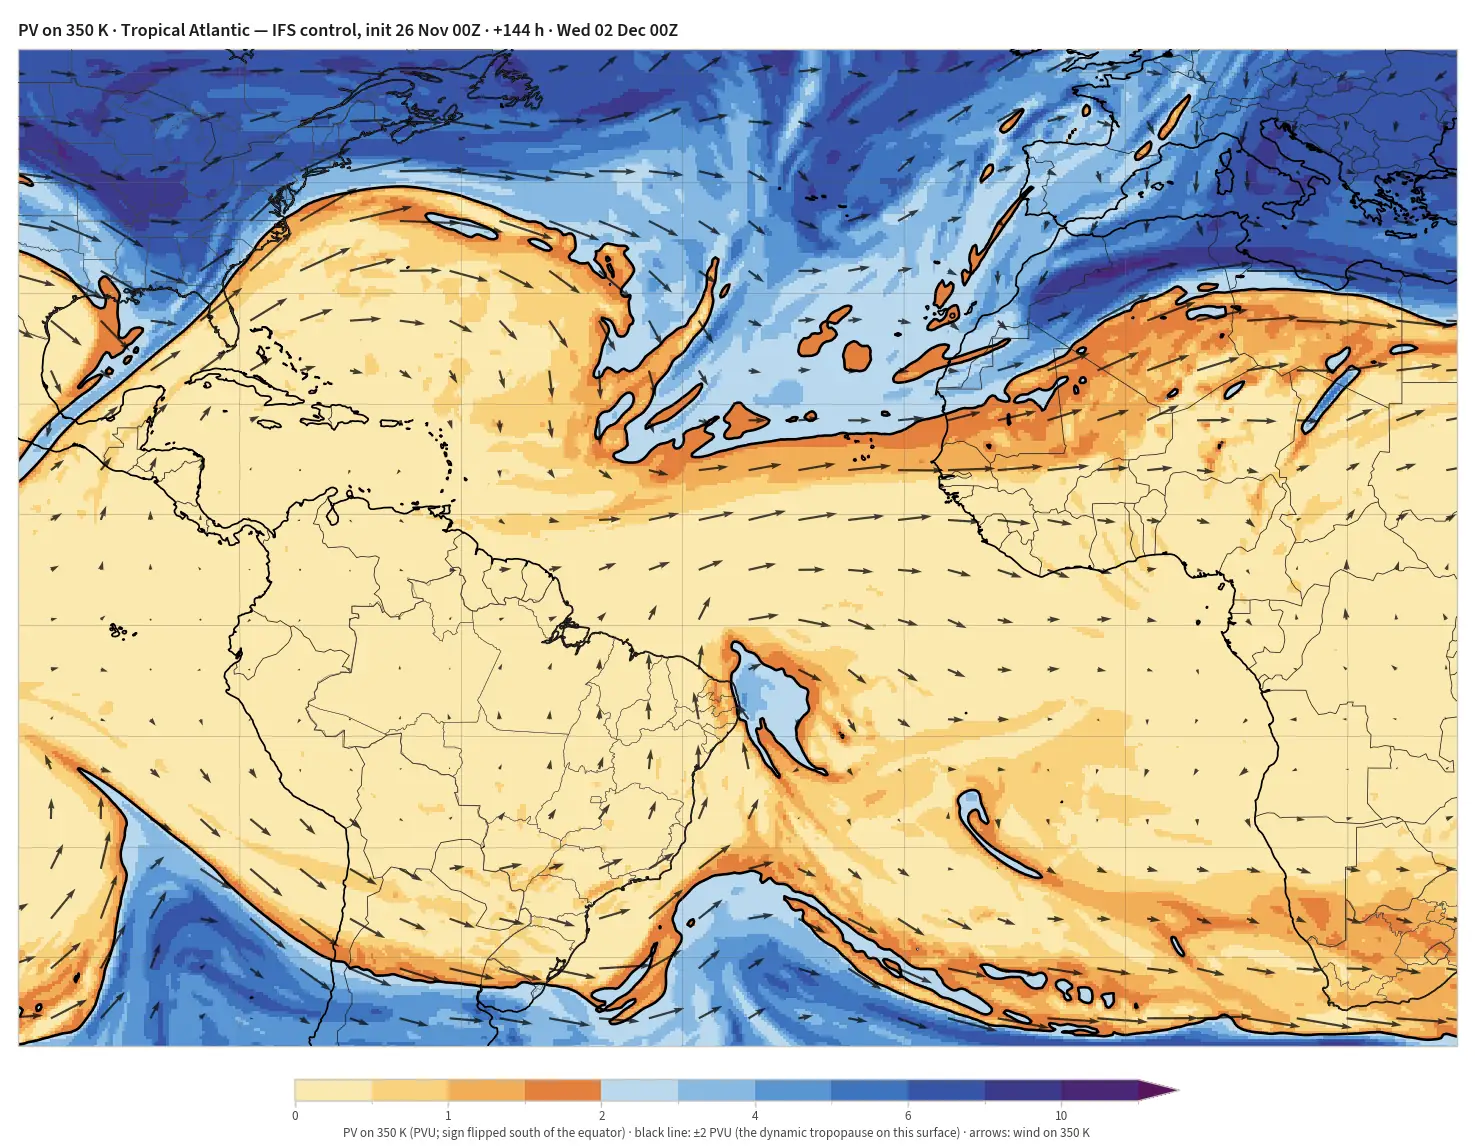 PV on 350 K · Tropical Atlantic — IFS control, init 26 Nov 00Z · +144 h · Wed 02 Dec 00Z
0 1 2 4 6 10
PV on 350 K (PVU; sign flipped south of the equator) · black line: ±2 PVU (the dynamic tropopause on this surface) · arrows: wind on 350 K